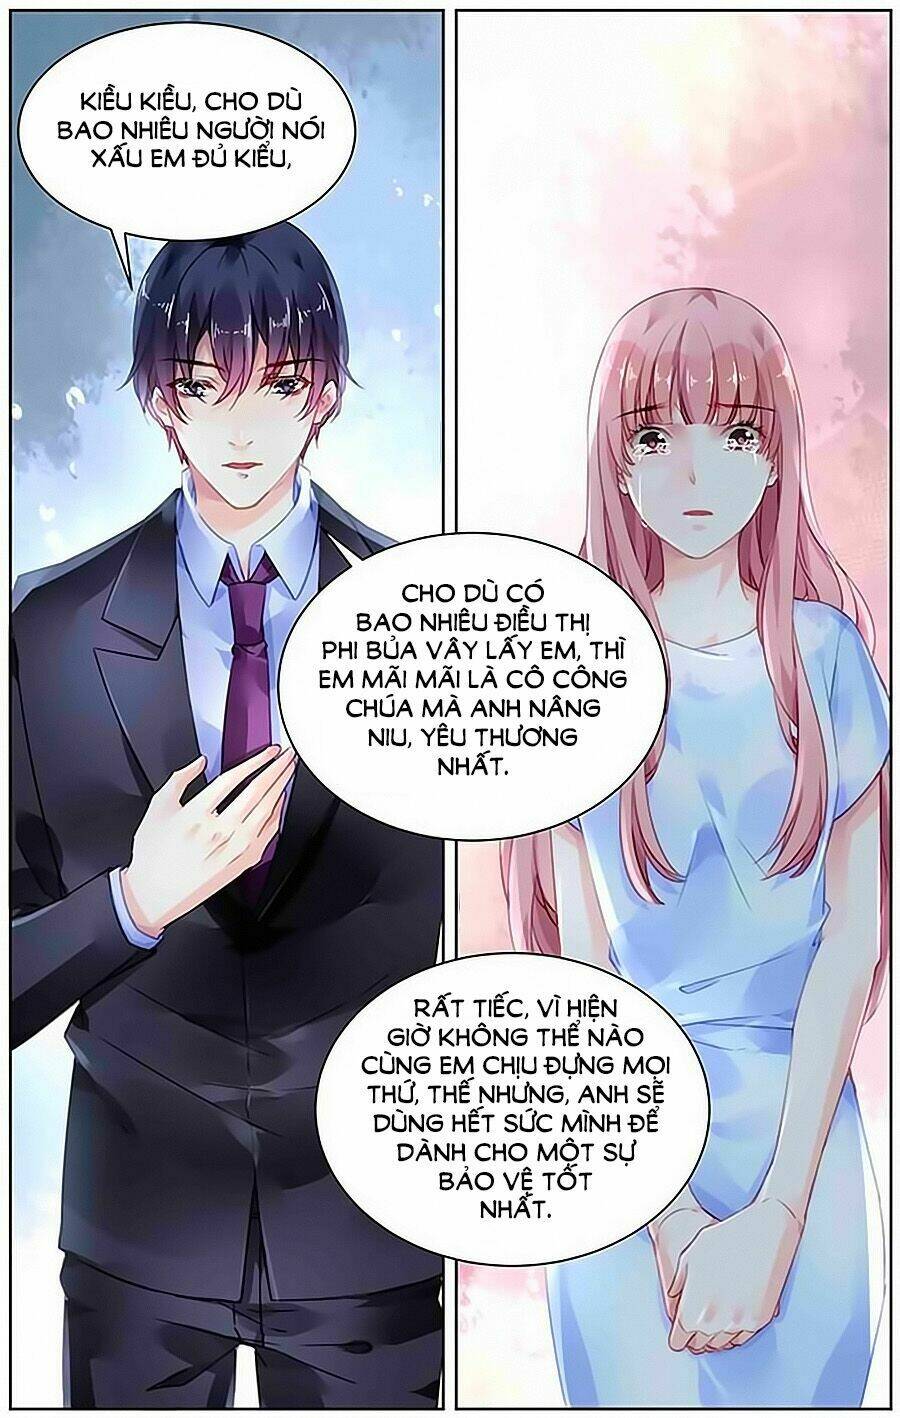 KIỀU KIỀU, CHO DÙ
BAO NHIÊU NGƯỜI NÓI
XẤU EM ĐỦ KIỂU,
CHO DÙ CÓ
BAO NHIÊU ĐIỀU THỊ
PHI BỦA VÂY LẤY EM, THÌ
EM MÃI MÃI LÀ CÔ CÔNG
CHÚA MÀ ANH NÂNG
NIU, YÊU THƯƠNG
NHẤT.
RẤT TIẾC, VÌ HIỆN
GIỜ KHÔNG THỂ NÀO
CÙNG EM CHỊU ĐỰNG MỌI
THỨ, THẾ NHƯNG, ANH SẼ
DÙNG HẾT SỨC MÌNH ĐỂ
DÀNH CHO MỘT SỰ
BẢO VỆ TỐT
NHẤT.